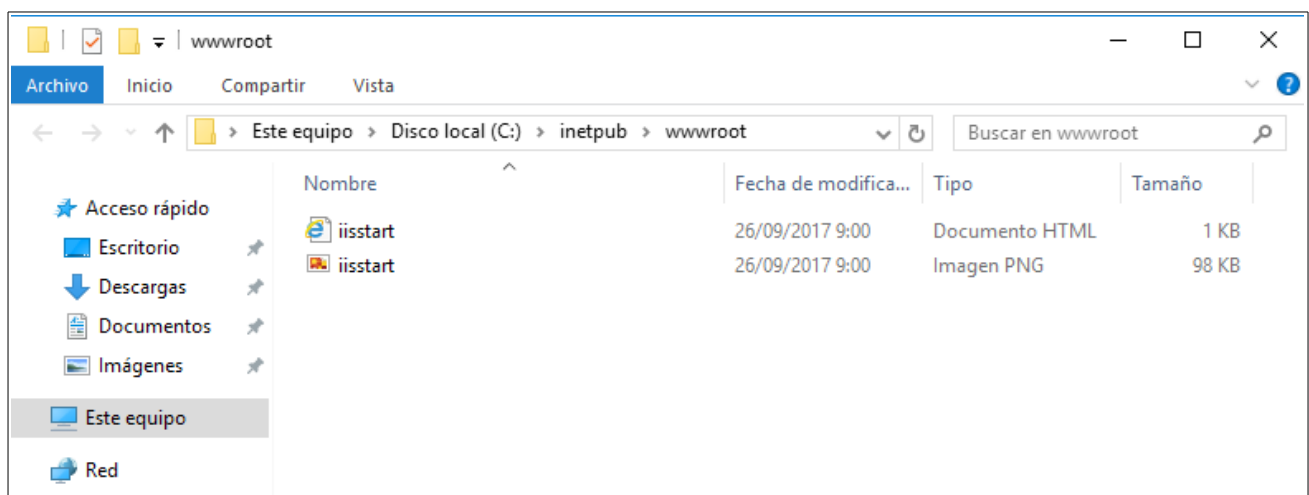 wwwroot
Archivo Inicio Compartir Vista
Este equipo > Disco local (C:) > inetpub > wwwroot Buscar en wwwroot
Nombre Fecha de modifica... Tipo Tamaño
Acceso rápido
iisstart 26/09/2017 9:00 Documento HTML 1 KB
Escritorio
iisstart 26/09/2017 9:00 Imagen PNG 98 KB
Descargas
Documentos
Imágenes
Este equipo
Red